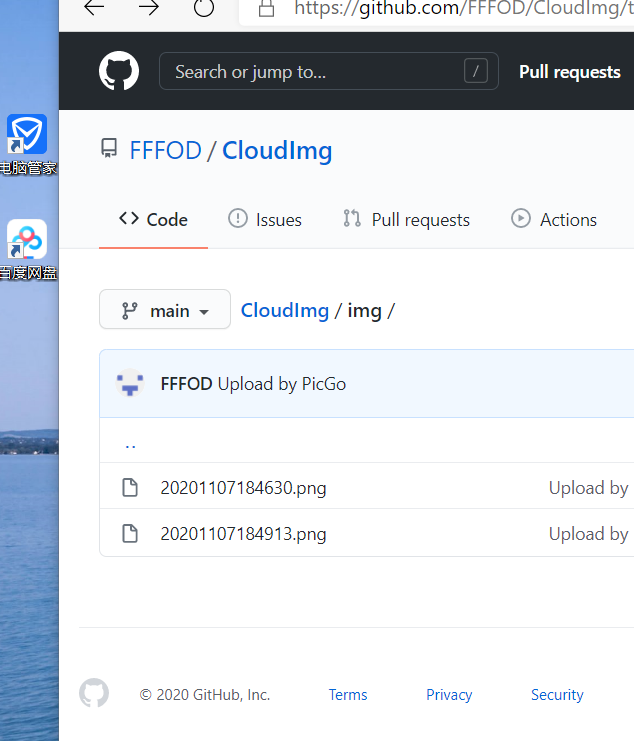 https://github.com/FFFOD/CloudImg/t
Search or jump to...
/
Pull requests
电脑管家
FFFOD / CloudImg
Code
Issues
Pull requests
Actions
百度网盘
main
CloudImg / img /
FFFOD Upload by PicGo
..
20201107184630.png
Upload by
20201107184913.png
Upload by
© 2020 GitHub, Inc.
Terms
Privacy
Security